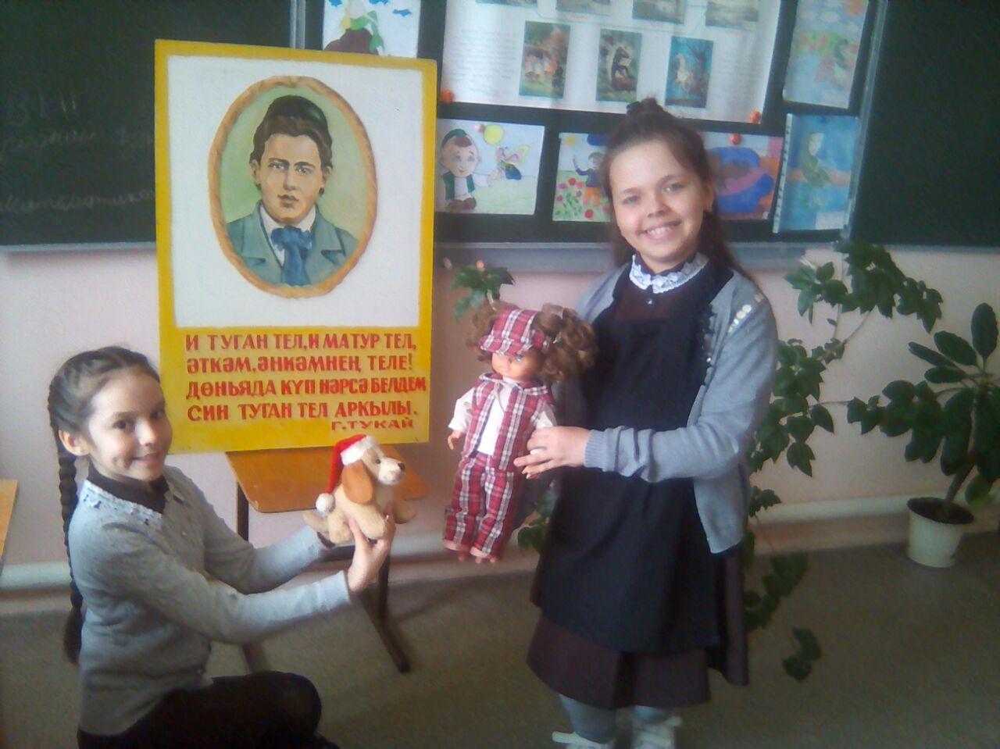 И ТУГАН ТЕЛ, И МАТУР ТЕЛ,
ӘТКӘМ, ӘНКӘМНЕҢ ТЕЛЕ!
ДӨНЬЯДА КҮП НӘРСӘ БЕЛДЕМ
СИН ТУГАН ТЕЛ АРКЫЛЫ.
Г.ТУКАЙ